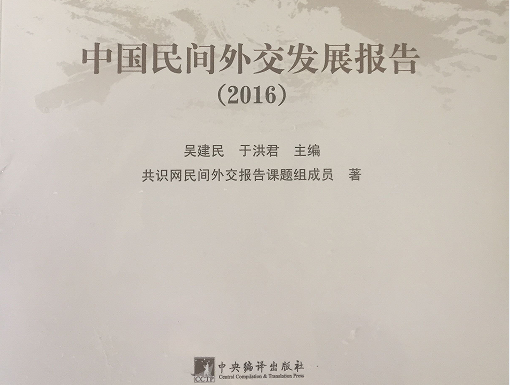 中国民间外交发展报告
（2016）
吴建民 于洪君 主编
共识网民间外交报告课题组成员 著
CCTP
中央编译出版社
Central Compilation & Translation Press